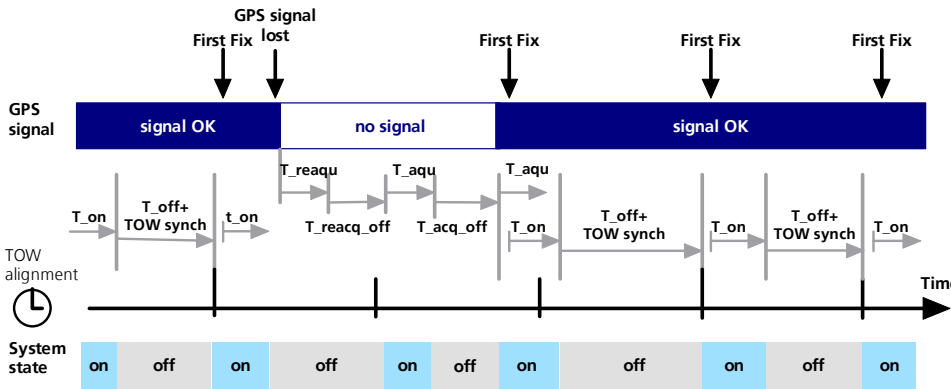 GPS signal
lost
First Fix
First Fix
First Fix
First Fix
GPS
signal
signal OK
no signal
signal OK
T_reaqu
T_aqu
T_aqu
T_on
T_off+
TOW synch
t_on
T_reacq_off
T_acq_off
T_on
T_off+
TOW synch
T_on
T_off+
TOW synch
T_on
TOW
alignment
Time
System
state
on
off
on
off
on
off
on
off
on
off
on